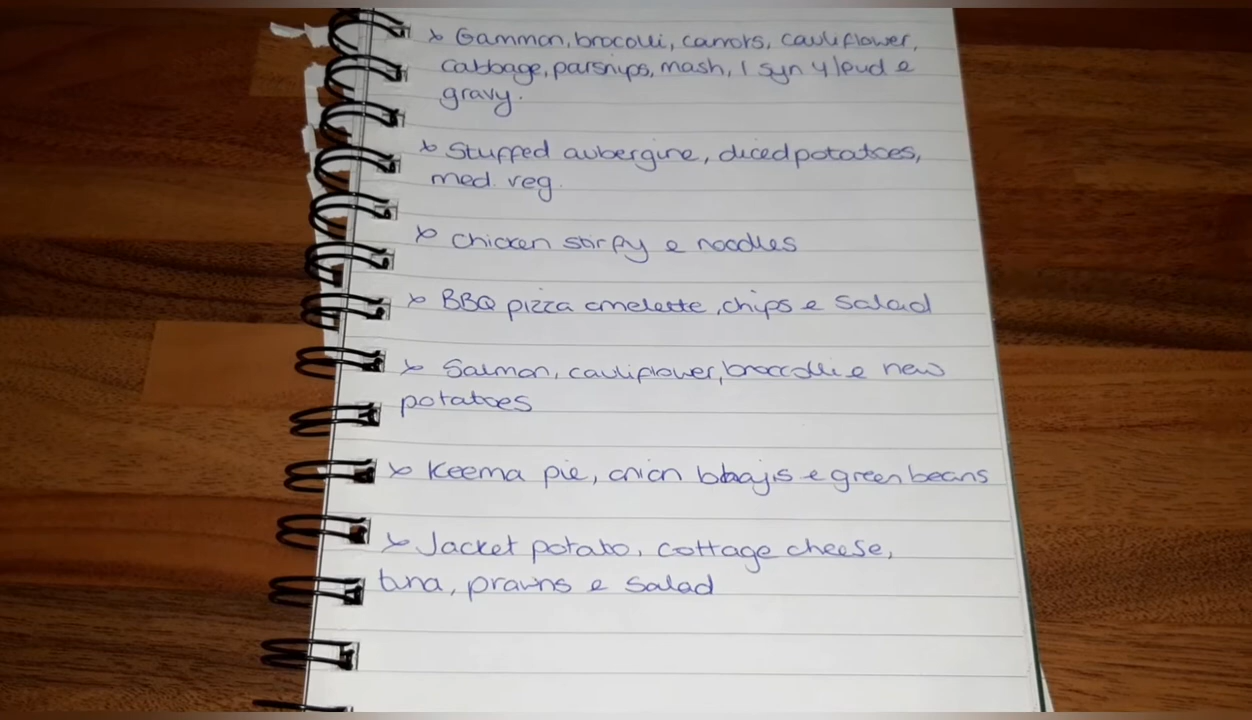 x Gammon, brocolli, carrots, cauliflower,
cabbage, parsnips, mash, 1 syn y/pud e
gravy.
x Stuffed aubergine, diced potatoes,
med. veg.
x Chicken stirfry e noodles
x BBQ pizza omelette, chips e salad
x Salmon, cauliflower, broccolli e new
potatoes
x Keema pie, onion bhajis e green beans
x Jacket potato, cottage cheese,
tuna, prawns e salad